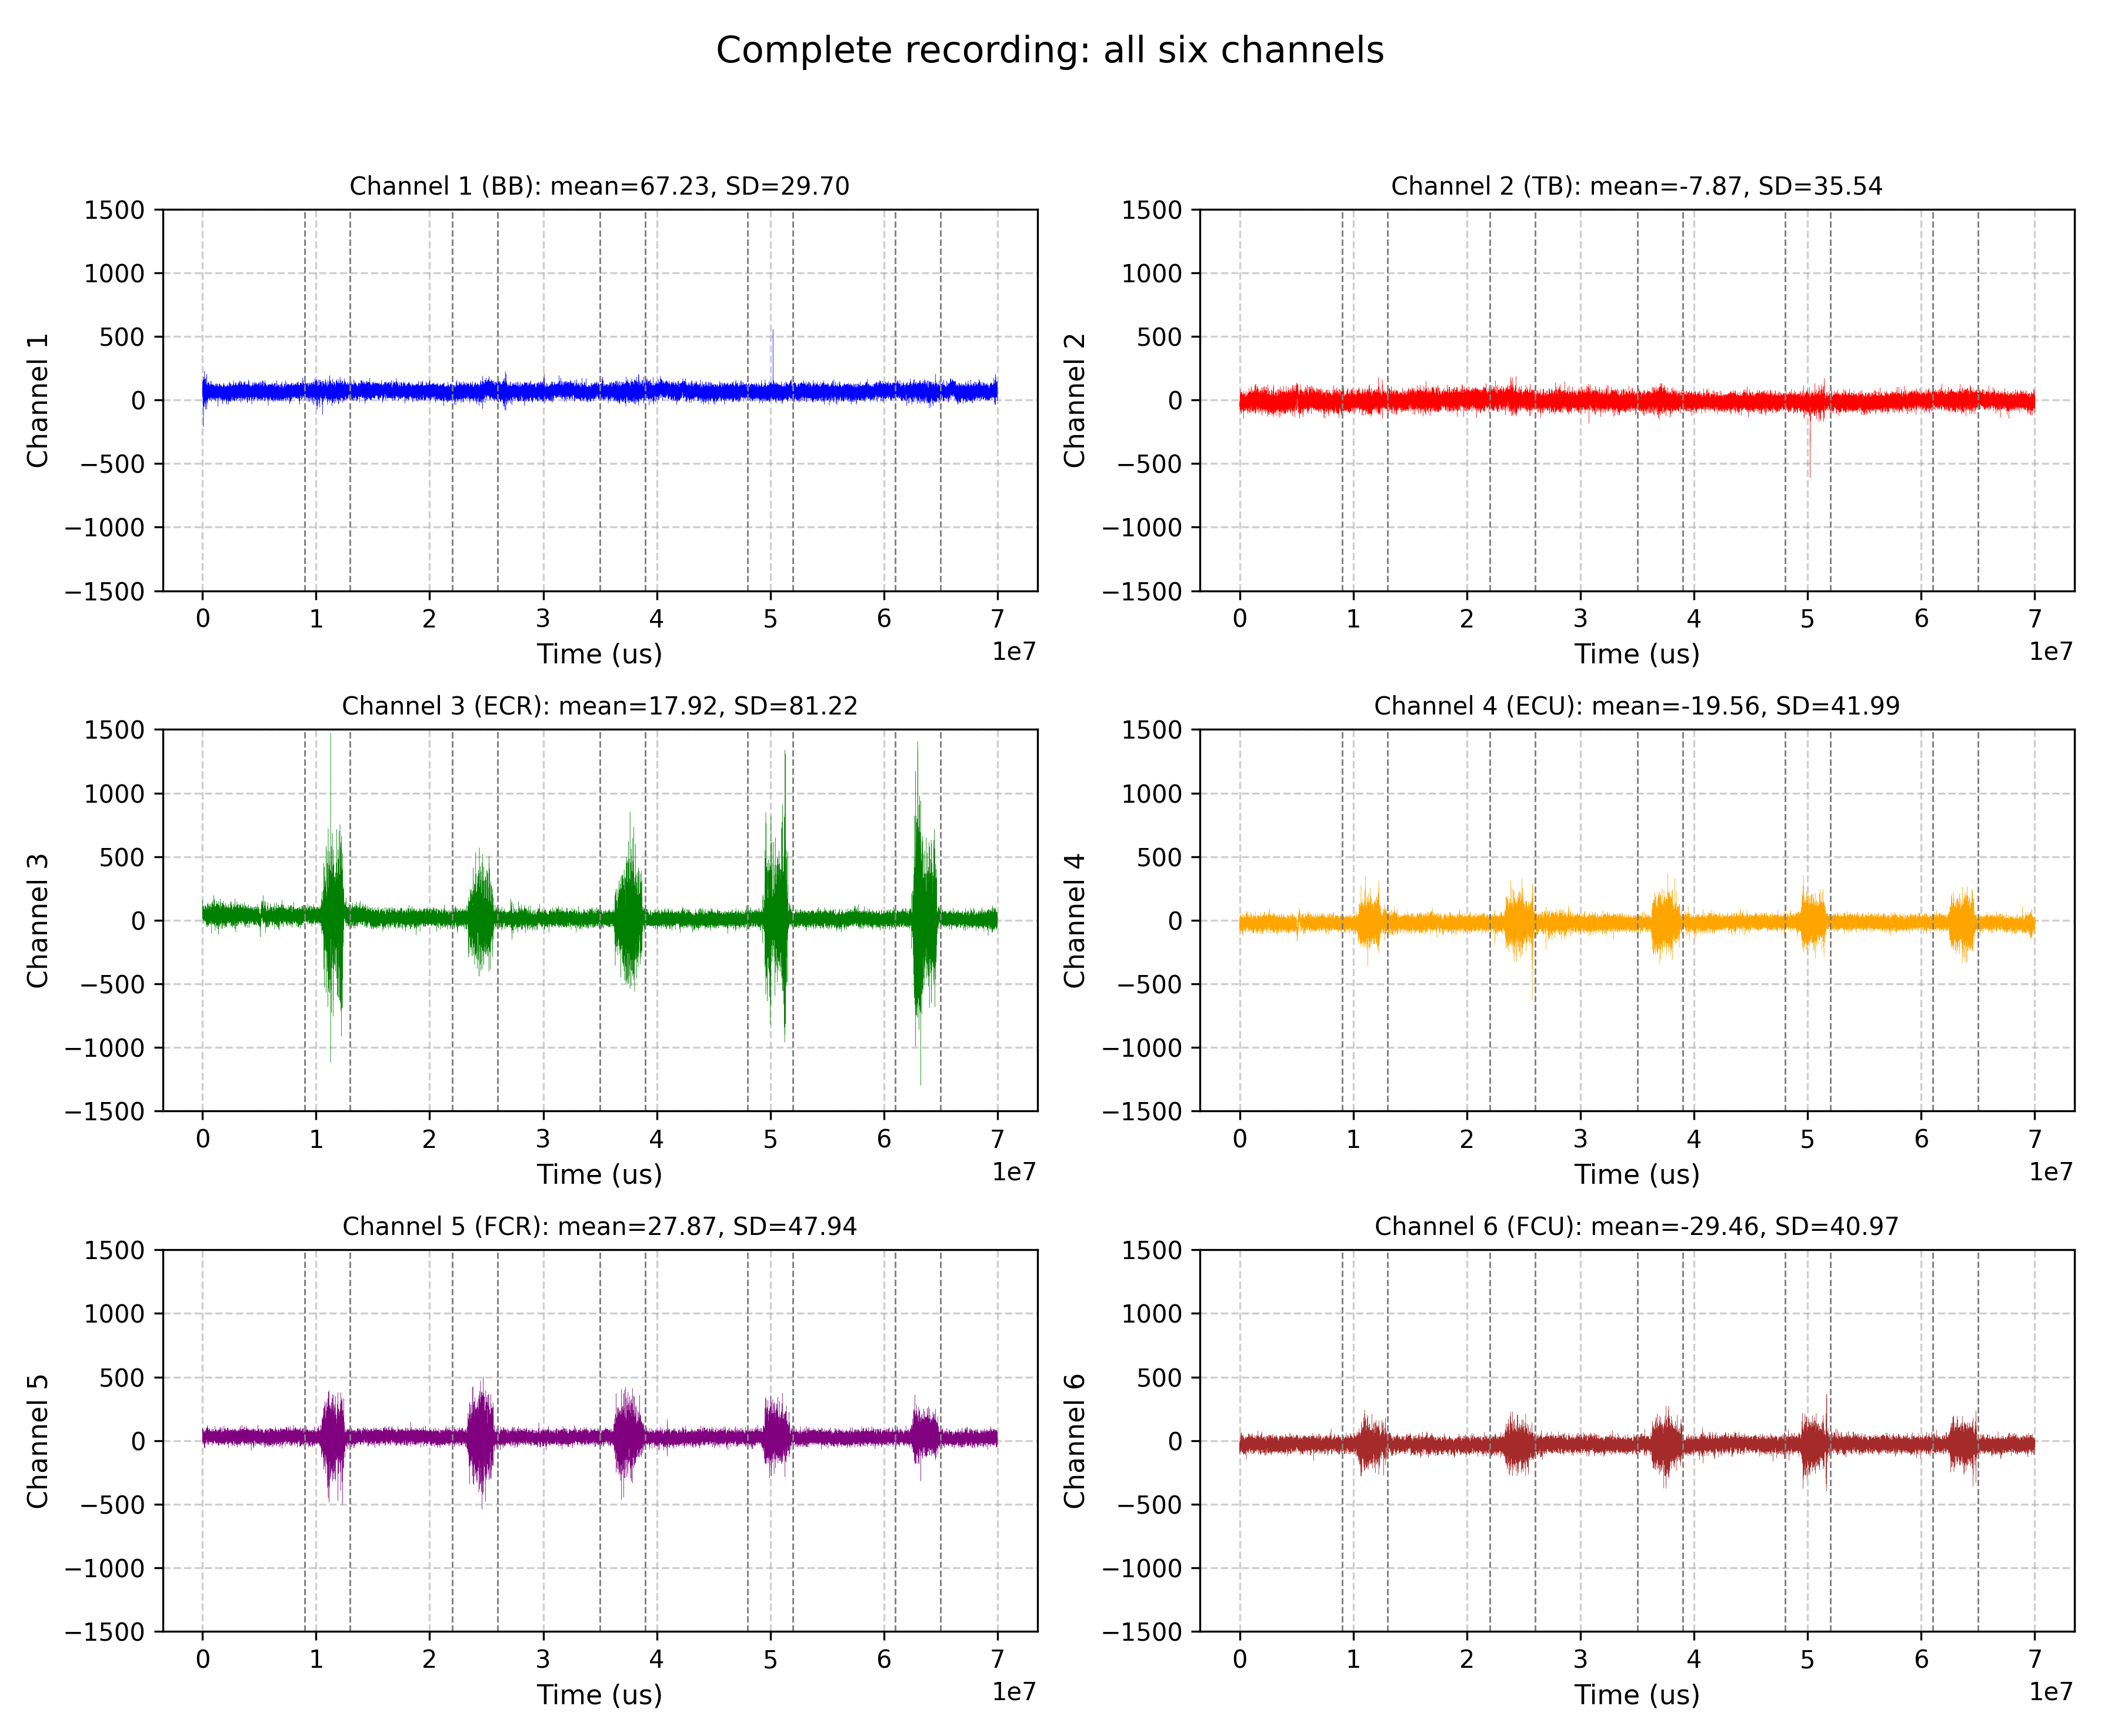 Complete recording: all six channels
Channel 1 (BB): mean=67.23, SD=29.70
1500
1000
500
0
−500
−1000
−1500
Channel 1
0 1 2 3 4 5 6 7
1e7
Time (us)
Channel 2 (TB): mean=-7.87, SD=35.54
1500
1000
500
0
−500
−1000
−1500
Channel 2
0 1 2 3 4 5 6 7
1e7
Time (us)
Channel 3 (ECR): mean=17.92, SD=81.22
1500
1000
500
0
−500
−1000
−1500
Channel 3
0 1 2 3 4 5 6 7
1e7
Time (us)
Channel 4 (ECU): mean=-19.56, SD=41.99
1500
1000
500
0
−500
−1000
−1500
Channel 4
0 1 2 3 4 5 6 7
1e7
Time (us)
Channel 5 (FCR): mean=27.87, SD=47.94
1500
1000
500
0
−500
−1000
−1500
Channel 5
0 1 2 3 4 5 6 7
1e7
Time (us)
Channel 6 (FCU): mean=-29.46, SD=40.97
1500
1000
500
0
−500
−1000
−1500
Channel 6
0 1 2 3 4 5 6 7
1e7
Time (us)